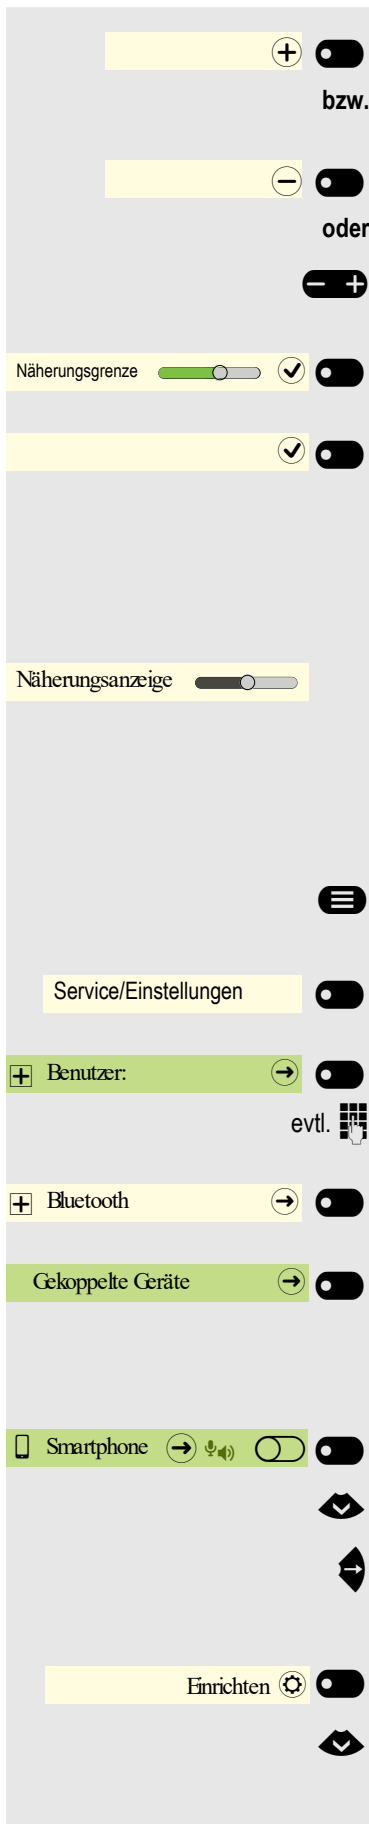 bzw.
oder
Näherungsgrenze
Näherungsanzeige
Service/Einstellungen
Benutzer:
evtl.
Bluetooth
Gekoppelte Geräte
Smartphone
Einrichten